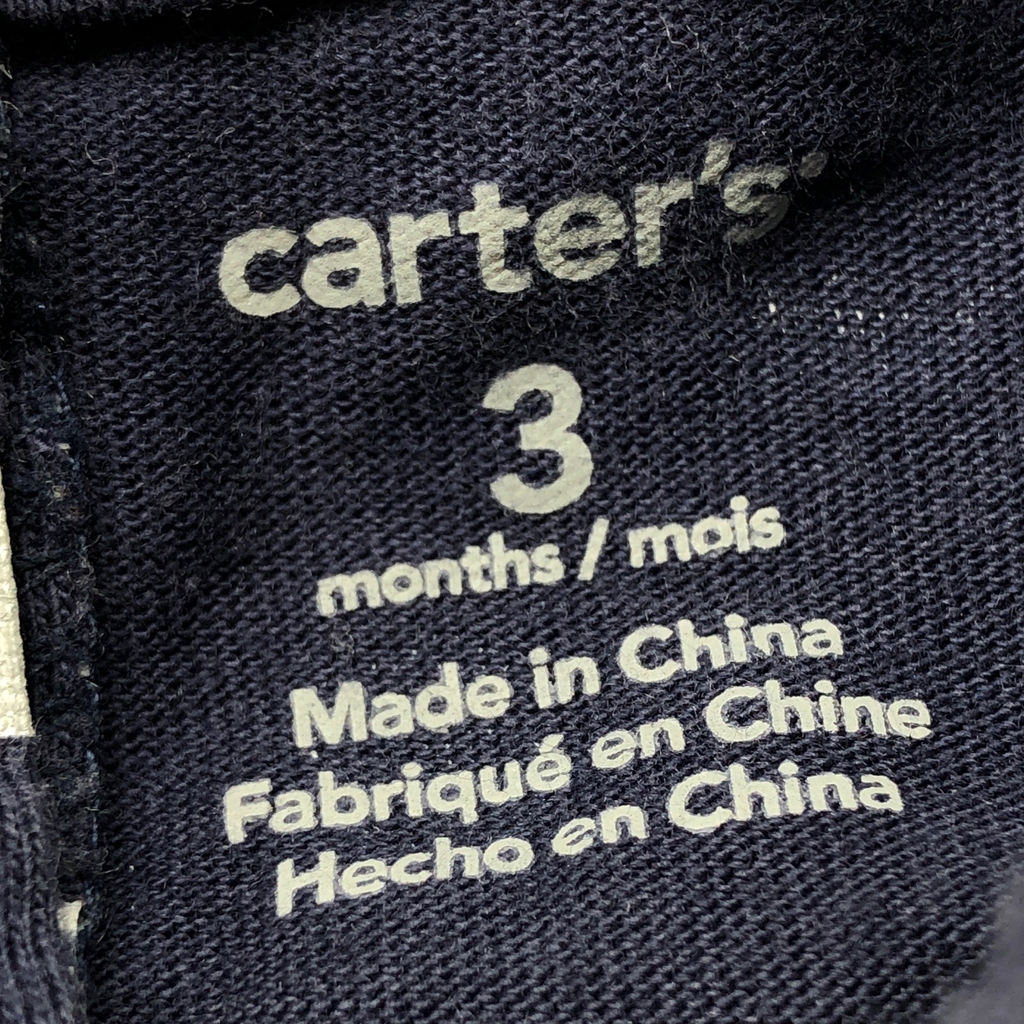 carter's
3
months / mois
Made in China
Fabriqué en Chine
Hecho en China